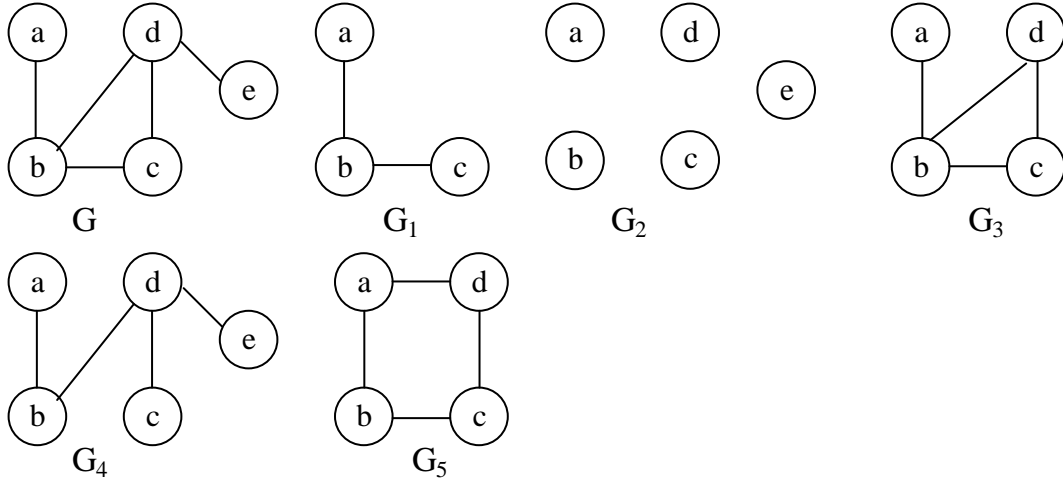 a d a a d a d
e e
b c b c b c b c
G G₁ G₂ G₃
a d a d
e
b c b c
G₄ G₅